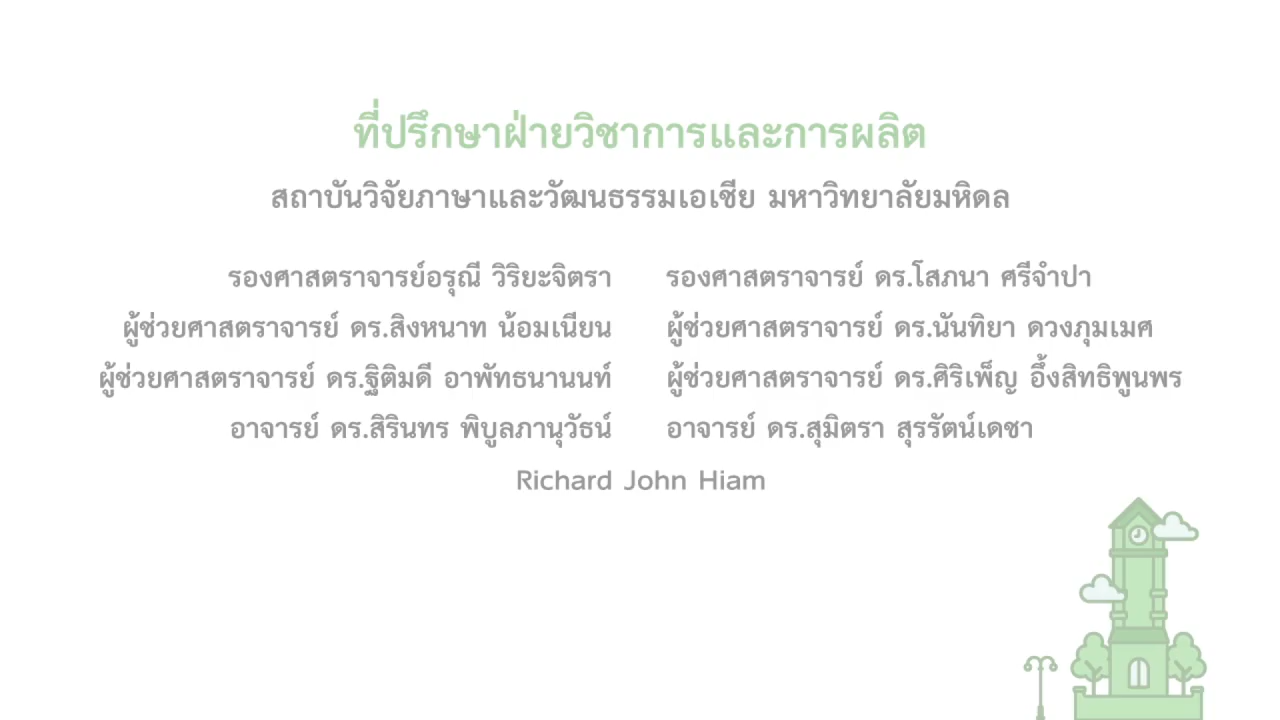 ที่ปรึกษาฝ่ายวิชาการและการผลิต
สถาบันวิจัยภาษาและวัฒนธรรมเอเชีย มหาวิทยาลัยมหิดล
รองศาสตราจารย์อรุณี วิริยะจิตรา รองศาสตราจารย์ ดร.โสภนา ศรีจำปา
ผู้ช่วยศาสตราจารย์ ดร.สิงหนาท น้อมเนียน ผู้ช่วยศาสตราจารย์ ดร.นันทิยา ดวงภุมเมศ
ผู้ช่วยศาสตราจารย์ ดร.ฐิติมดี อาพัทธนานนท์ ผู้ช่วยศาสตราจารย์ ดร.ศิริเพ็ญ อึ้งสิทธิพูนพร
อาจารย์ ดร.สิรินทร พิบูลภานุวัธน์ อาจารย์ ดร.สุมิตรา สุรรัตน์เดชา
Richard John Hiam